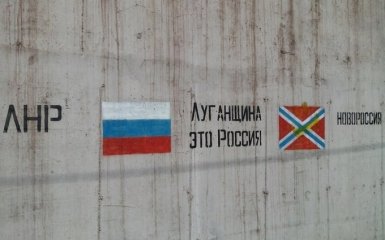 ЛНР
Луганщина
это Россия
Новороссия